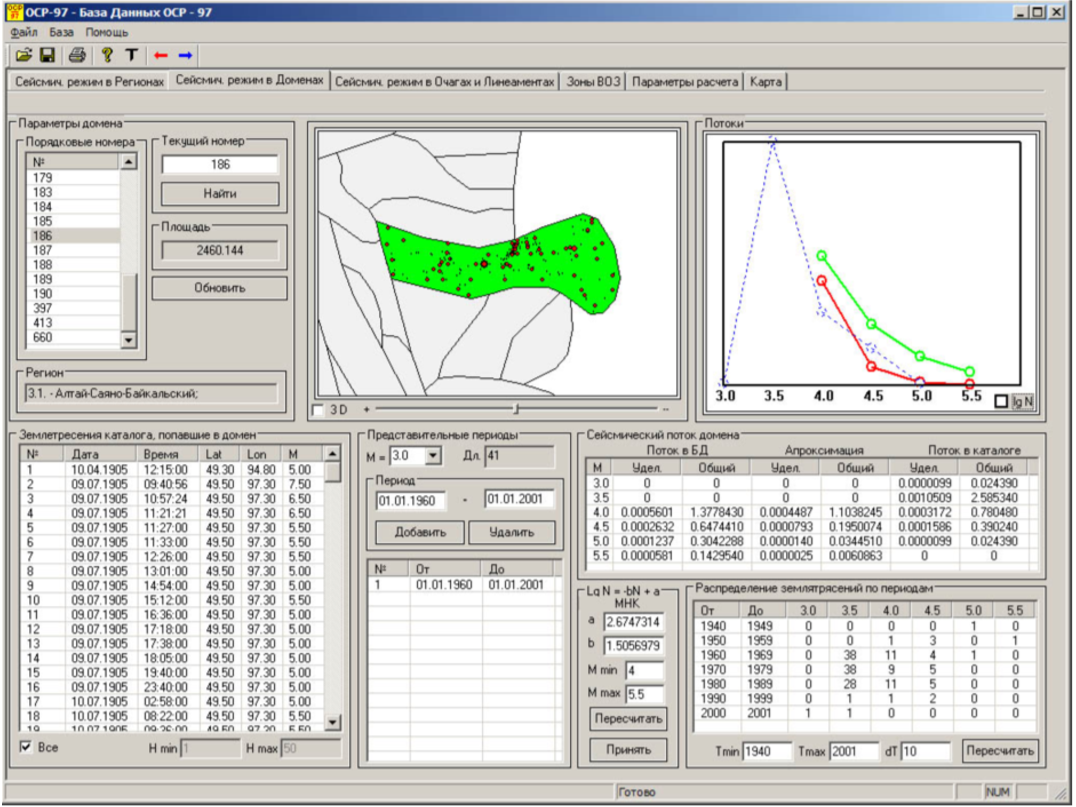 ОСР-97 - База Данных ОСР - 97
Файл База Помощь
Сейсмич. режим в Регионах Сейсмич. режим в Доменах Сейсмич. режим в Очагах и Линеаментах Зоны ВОЗ Параметры расчета Карта
Параметры домена
Порядковые номера
№
179
183
184
185
186
187
188
189
190
397
413
660
Текущий номер
186
Найти
Площадь
2460.144
Обновить
Регион
3.1. - Алтай-Саяно-Байкальский;
3D + --
Потоки
3.0 3.5 4.0 4.5 5.0 5.5 lg N
Землетресения каталога, попавшие в домен
№ Дата Время Lat Lon M
1 10.04.1905 12:15:00 49.30 94.80 5.00
2 09.07.1905 09:40:56 49.50 97.30 7.50
3 09.07.1905 10:57:24 49.50 97.30 6.50
4 09.07.1905 11:21:21 49.50 97.30 6.50
5 09.07.1905 11:27:00 49.50 97.30 5.50
6 09.07.1905 11:33:00 49.50 97.30 5.50
7 09.07.1905 12:26:00 49.50 97.30 5.50
8 09.07.1905 13:01:00 49.50 97.30 5.00
9 09.07.1905 14:54:00 49.50 97.30 5.00
10 09.07.1905 15:12:00 49.50 97.30 5.50
11 09.07.1905 16:36:00 49.50 97.30 5.00
12 09.07.1905 17:18:00 49.50 97.30 5.00
13 09.07.1905 17:38:00 49.50 97.30 5.00
14 09.07.1905 18:05:00 49.50 97.30 5.00
15 09.07.1905 19:40:00 49.50 97.30 5.00
16 09.07.1905 23:40:00 49.50 97.30 5.00
17 10.07.1905 02:58:00 49.50 97.30 5.00
18 10.07.1905 08:22:00 49.50 97.30 5.50
19 10.07.1905 09:26:00 49.50 97.30 5.50
Все H min 1 H max 50
Представительные периоды
M = 3.0 Дл. 41
Период
01.01.1960 - 01.01.2001
Добавить Удалить
№ От До
1 01.01.1960 01.01.2001
Сейсмический поток домена
Поток в БД Апроксимация Поток в каталоге
M Удел. Общий Удел. Общий Удел. Общий
3.0 0 0 0 0 0.0000099 0.024390
3.5 0 0 0 0 0.0010509 2.585340
4.0 0.0005601 1.3778430 0.0004487 1.1038245 0.0003172 0.780480
4.5 0.0002632 0.6474410 0.0000793 0.1950074 0.0001586 0.390240
5.0 0.0001237 0.3042288 0.0000140 0.0344510 0.0000099 0.024390
5.5 0.0000581 0.1429540 0.0000025 0.0060863 0 0
Lg N = -bN + a
МНК
a 2.6747314
b 1.5056979
M min 4
M max 5.5
Пересчитать
Принять
Распределение землятрясений по периодам
От До 3.0 3.5 4.0 4.5 5.0 5.5
1940 1949 0 0 0 0 1 0
1950 1959 0 0 1 3 0 1
1960 1969 0 38 11 4 1 0
1970 1979 0 38 9 5 0 0
1980 1989 0 28 11 5 0 0
1990 1999 0 1 1 2 0 0
2000 2001 1 1 0 0 0 0
Tmin 1940 Tmax 2001 dT 10 Пересчитать
Готово NUM